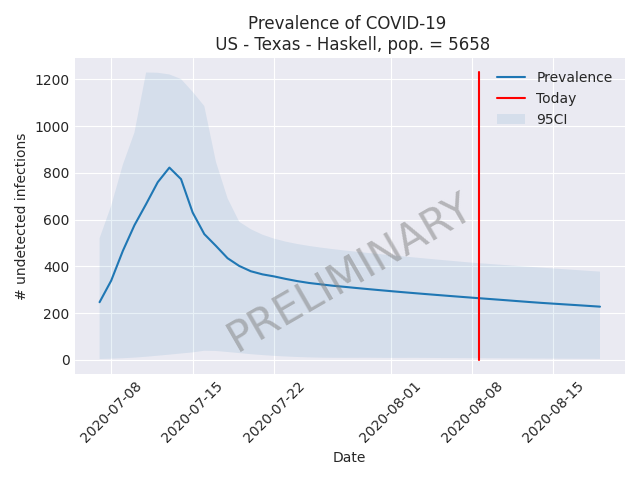 Prevalence of COVID-19
US - Texas - Haskell, pop. = 5658
Prevalence
Today
95CI
# undetected infections
1200
1000
800
600
400
200
0
PRELIMINARY
2020-07-08
2020-07-15
2020-07-22
2020-08-01
2020-08-08
2020-08-15
Date